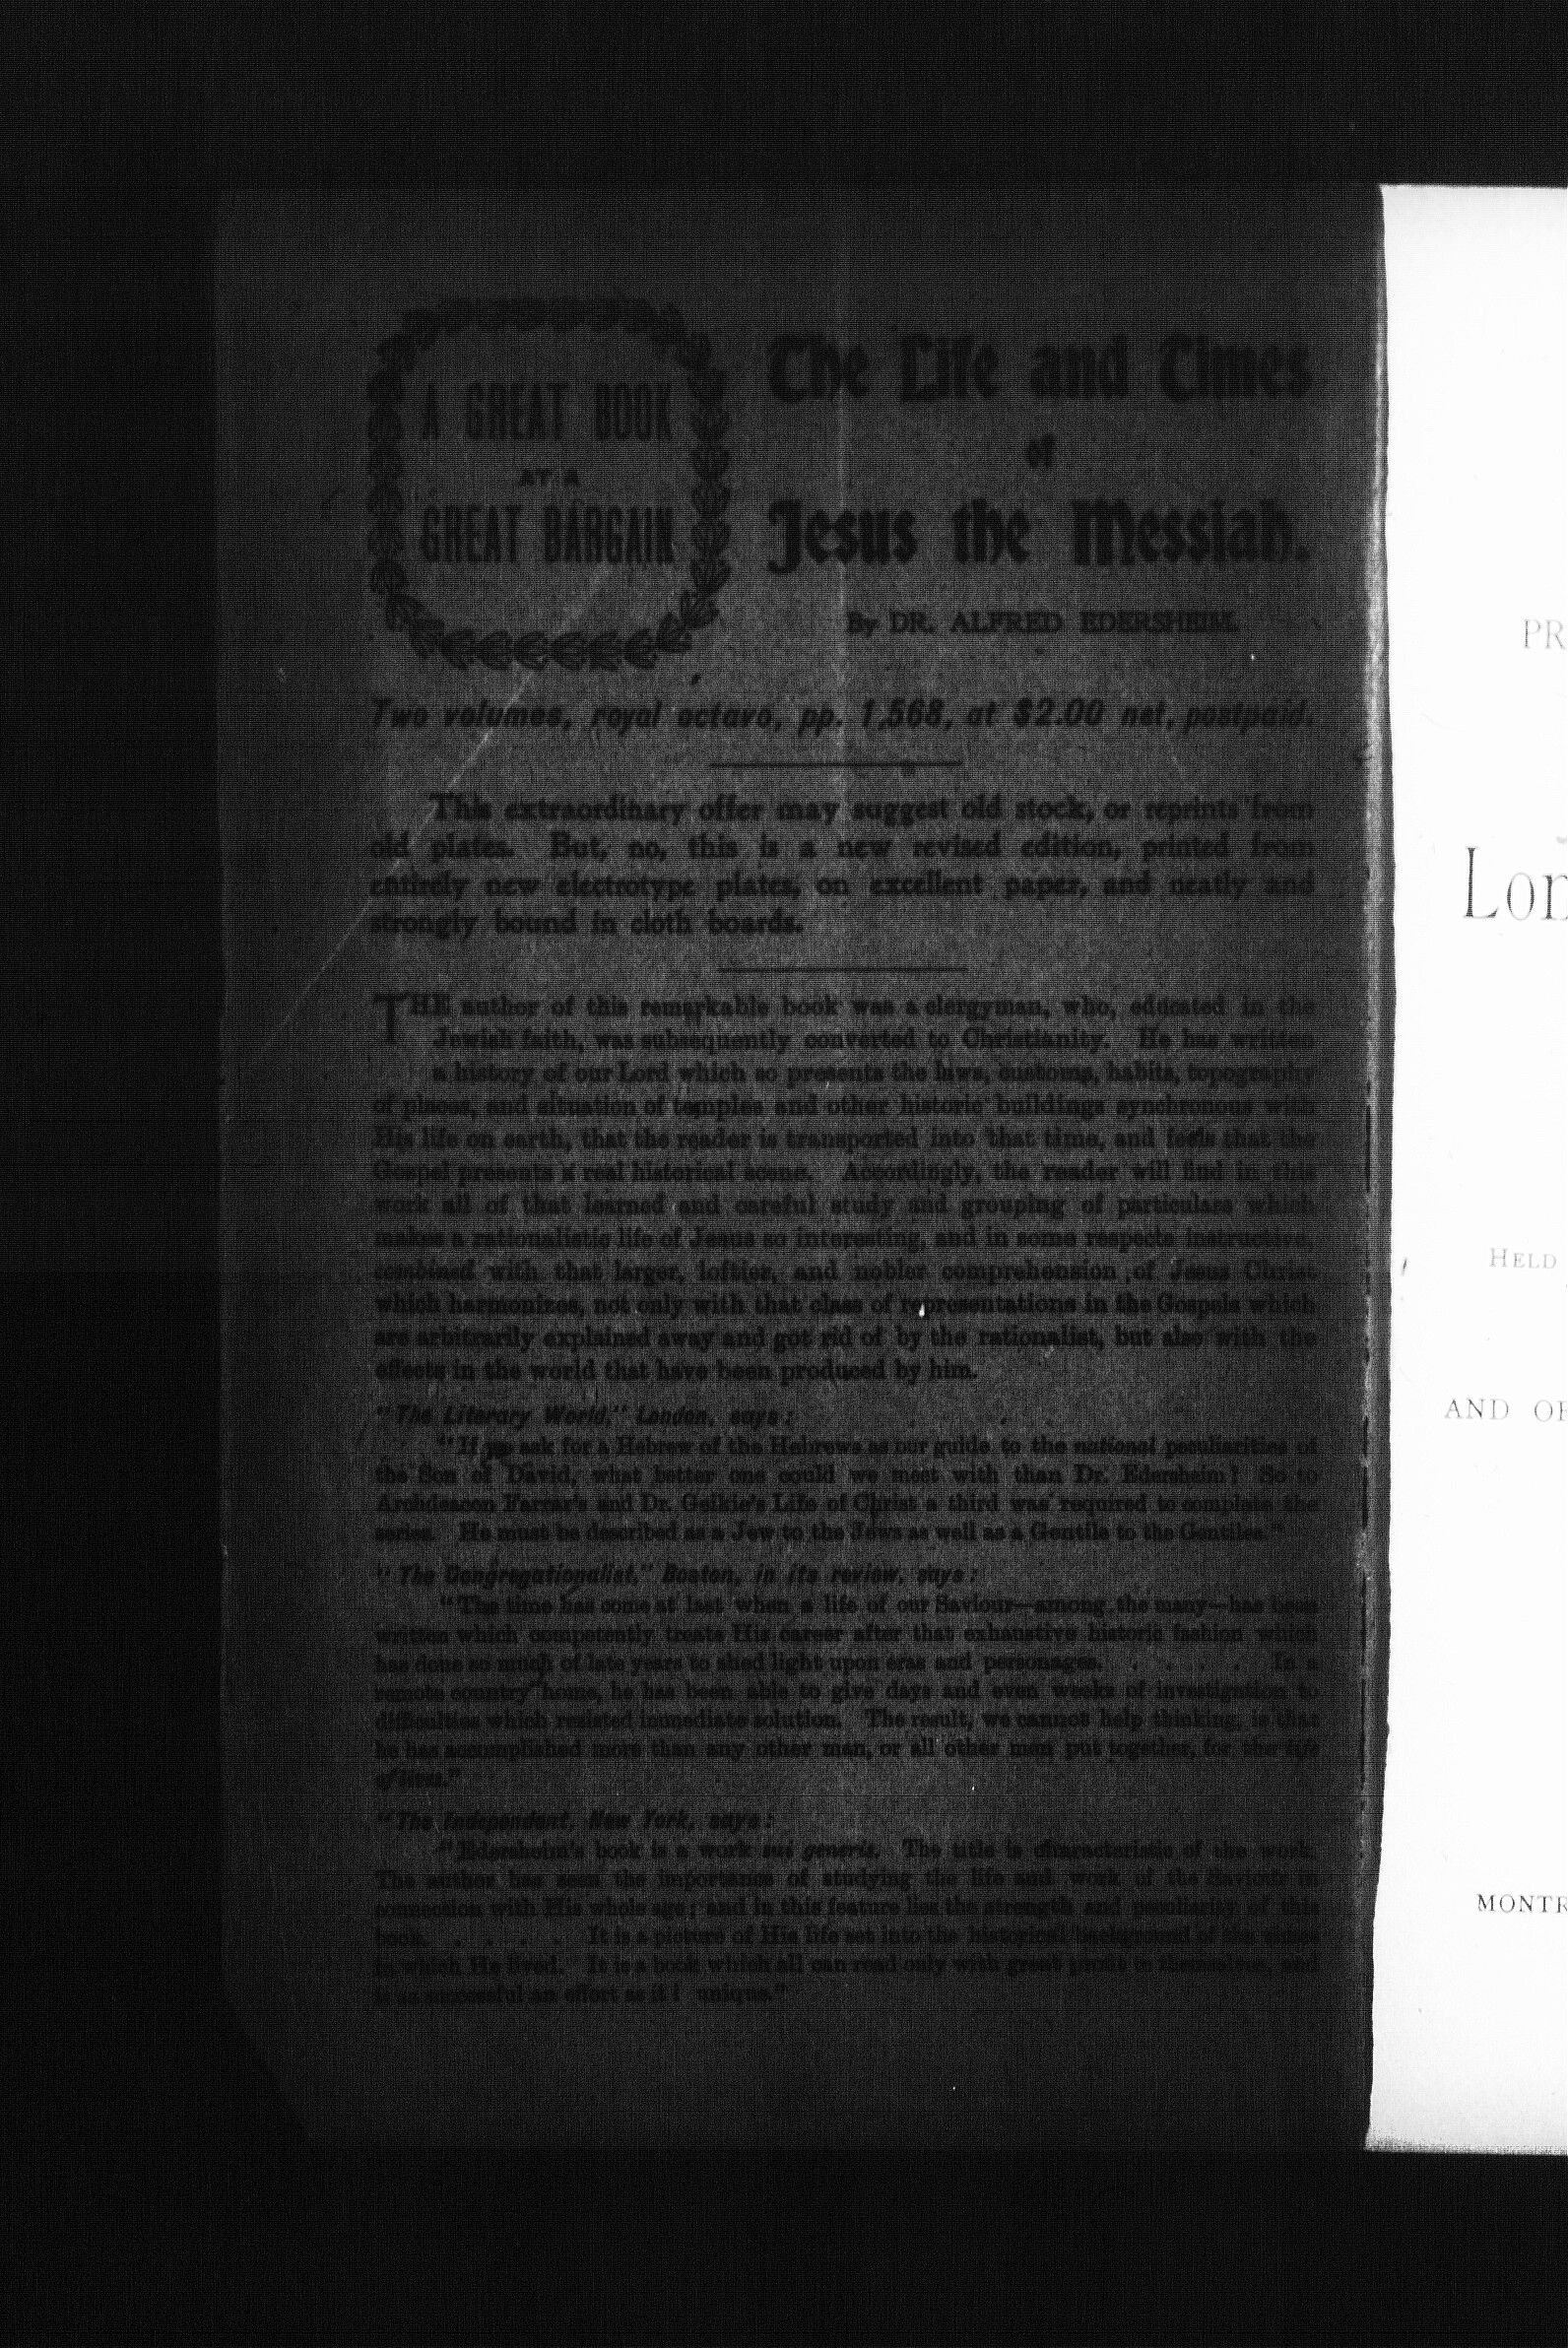 A GREAT BOOK
AT A
GREAT BARGAIN
The Life and Times
of
Jesus the Messiah.
By DR. ALFRED EDERSHEIM.
Two volumes, royal octavo, pp. 1,568, at $2.00 net, postpaid.
This extraordinary offer may suggest old stock, or reprints from
old plates. But, no, this is a new revised edition, printed from
entirely new electrotype plates, on excellent paper, and neatly and
strongly bound in cloth boards.
THE author of this remarkable book was a clergyman, who, educated in the
Jewish faith, was subsequently converted to Christianity. He has written
a history of our Lord which so presents the laws, customs, habits, topography
of places, and situation of temples and other historic buildings synchronous with
His life on earth, that the reader is transported into that time, and feels that the
Gospel presents a real historical scene. Accordingly, the reader will find in this
work all of that learned and careful study and grouping of particulars which
makes a rationalistic life of Jesus so interesting, and in some respects instructive,
combined with that larger, loftier, and nobler comprehension of Jesus Christ
which harmonizes, not only with that class of representations in the Gospels which
are arbitrarily explained away and got rid of by the rationalist, but also with the
effects in the world that have been produced by him.
"The Literary World," London, says:
"If we ask for a Hebrew of the Hebrews as our guide to the national peculiarities of
the Son of David, what better one could we meet with than Dr. Edersheim? So to
Archdeacon Farrar's and Dr. Geikie's Life of Christ a third was required to complete the
series. He must be described as a Jew to the Jews as well as a Gentile to the Gentiles."
"The Congregationalist," Boston, in its review, says:
"The time has come at last when a life of our Saviour—among the many—has been
written which competently treats His career after that exhaustive historic fashion which
has done so much of late years to shed light upon eras and personages. . . . . . In a
remote country home, he has been able to give days and even weeks of investigation to
difficulties which resisted immediate solution. The result, we cannot help thinking, is that
he has accomplished more than any other man, or all other men put together, for the life
of lives."
"The Independent, New York, says:
"Edersheim's book is a work sui generis. The title is characteristic of the work.
The author has seen the importance of studying the life and work of the Saviour in
connection with His whole age; and in this feature lies the strength and peculiarity of this
book. . . . . . It is a picture of His life set into the historical background of the times
in which He lived. It is a book which all can read only with great profit to themselves, and
is as successful an effort as it i unique."
PR
Lon
HELD
AND OF
MONTR